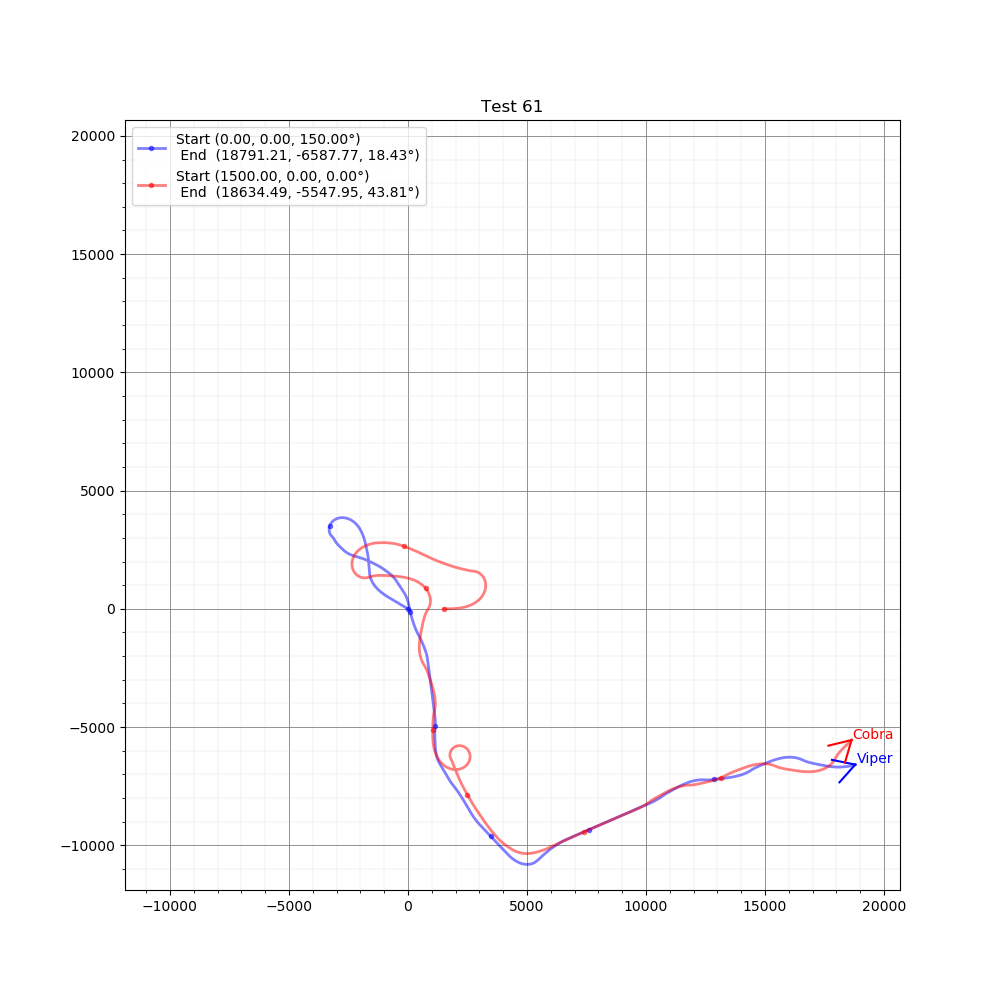 Test 61
Start (0.00, 0.00, 150.00°)
End (18791.21, -6587.77, 18.43°)
Start (1500.00, 0.00, 0.00°)
End (18634.49, -5547.95, 43.81°)
20000
15000
10000
5000
0
−5000
−10000
Cobra
Viper
−10000 −5000 0 5000 10000 15000 20000